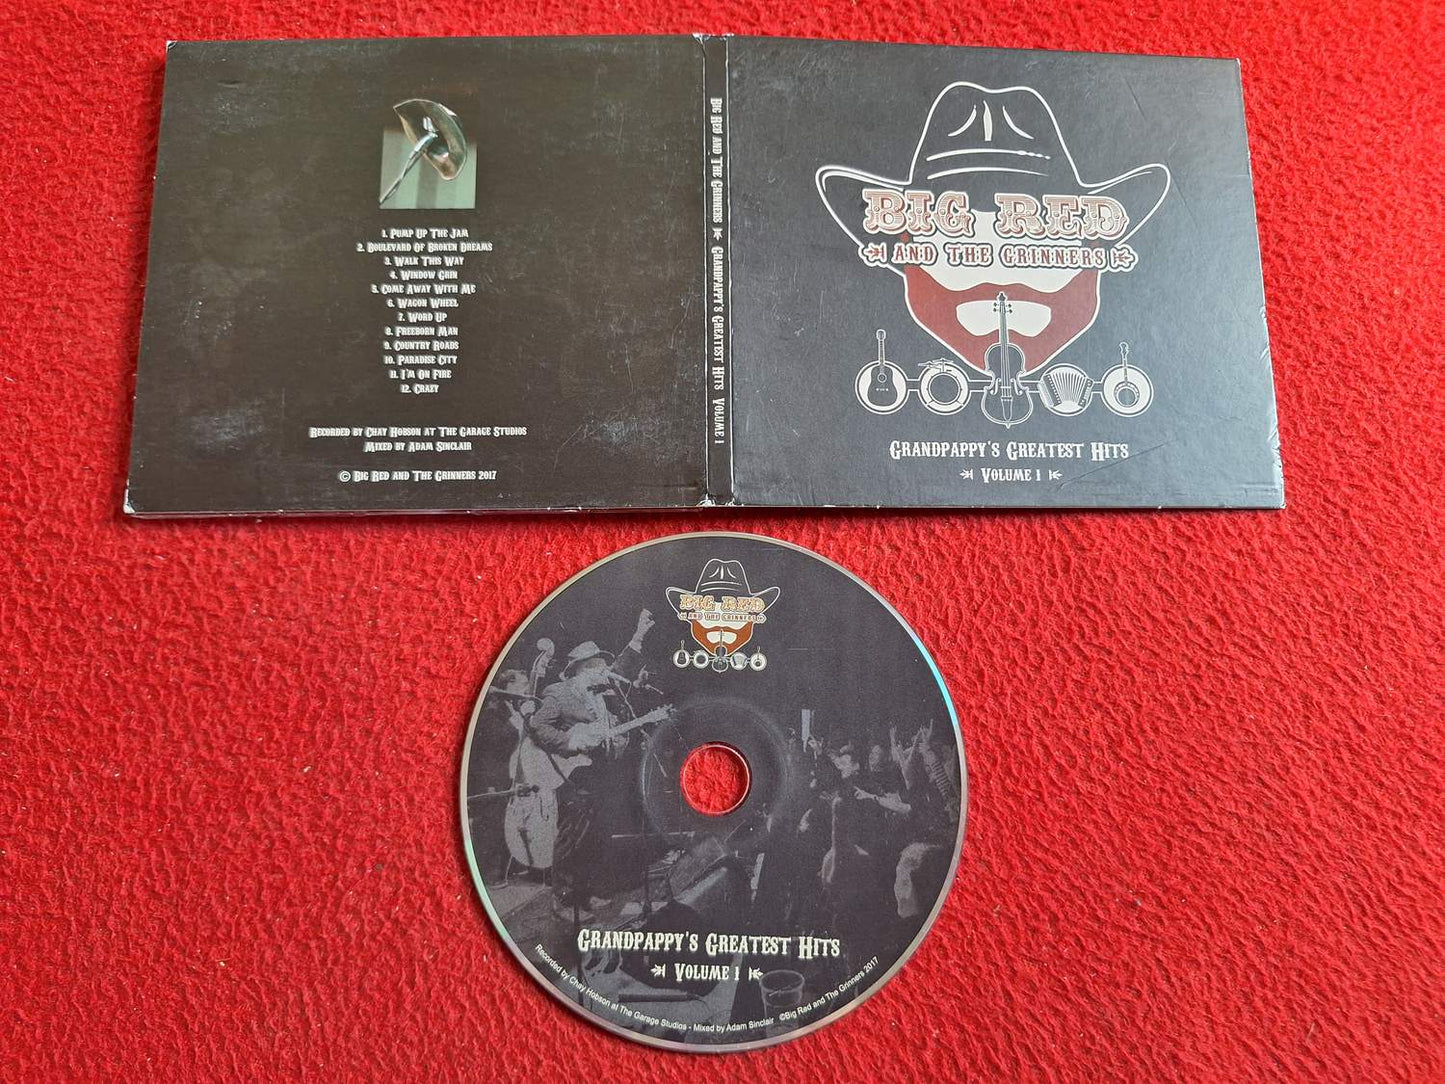 1. Pump Up The Jam
2. Boulevard Of Broken Dreams
3. Walk This Way
4. Window Grin
5. Come Away With Me
6. Wagon Wheel
7. Word Up
8. Freeborn Man
9. Country Roads
10. Paradise City
11. I'm On Fire
12. Crazy
Recorded by Chay Hobson at The Garage Studios
Mixed by Adam Sinclair
© Big Red and The Grinners 2017
Big Red and The Grinners Grandpappy's Greatest Hits Volume 1
BIG RED
AND THE GRINNERS
Grandpappy's Greatest Hits
Volume 1
BIG RED
AND THE GRINNERS
Grandpappy's Greatest Hits
Volume 1
Recorded by Chay Hobson at The Garage Studios - Mixed by Adam Sinclair ©Big Red and The Grinners 2017